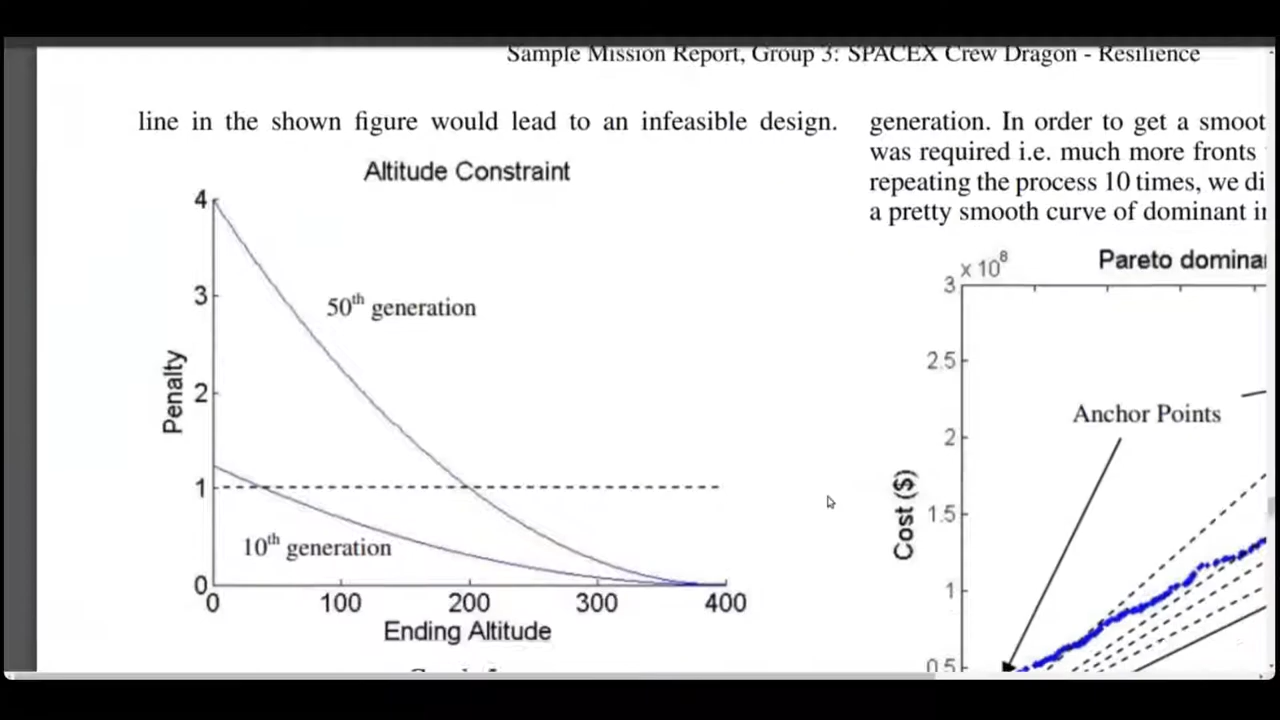 Sample Mission Report, Group 3: SPACEX Crew Dragon - Resilience
line in the shown figure would lead to an infeasible design.
Altitude Constraint
4
3
2
1
0
Penalty
50th generation
10th generation
0 100 200 300 400
Ending Altitude
generation. In order to get a smoot
was required i.e. much more fronts
repeating the process 10 times, we di
a pretty smooth curve of dominant i
Pareto domina
x 10^8
3
2.5
2
1.5
1
0.5
Cost ($)
Anchor Points